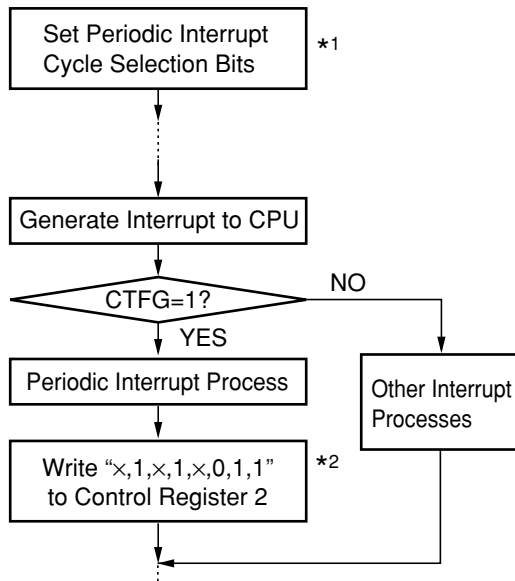 Set Periodic Interrupt
Cycle Selection Bits
*1
Generate Interrupt to CPU
CTFG=1?
NO
YES
Periodic Interrupt Process
Other Interrupt
Processes
Write “×,1,×,1,×,0,1,1”
to Control Register 2
*2